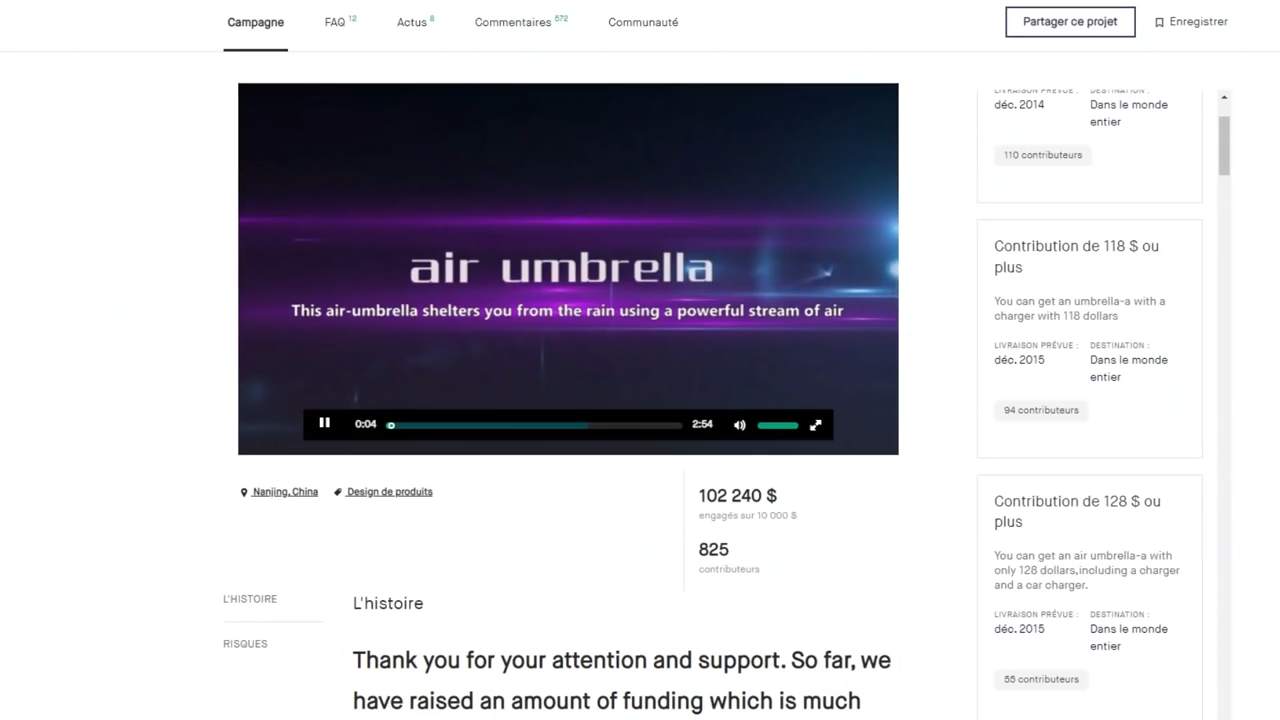 Campagne
FAQ 12
Actus 8
Commentaires 572
Communauté
Partager ce projet
Enregistrer
air umbrella
This air-umbrella shelters you from the rain using a powerful stream of air
0:04
2:54
Nanjing, China
Design de produits
102 240 $
engagés sur 10 000 $
825
contributeurs
L'HISTOIRE
RISQUES
L'histoire
Thank you for your attention and support. So far, we
have raised an amount of funding which is much
LIVRAISON PRÉVUE : DESTINATION :
déc. 2014 Dans le monde
entier
110 contributeurs
Contribution de 118 $ ou
plus
You can get an umbrella-a with a
charger with 118 dollars
LIVRAISON PRÉVUE : DESTINATION :
déc. 2015 Dans le monde
entier
94 contributeurs
Contribution de 128 $ ou
plus
You can get an air umbrella-a with
only 128 dollars,including a charger
and a car charger.
LIVRAISON PRÉVUE : DESTINATION :
déc. 2015 Dans le monde
entier
55 contributeurs